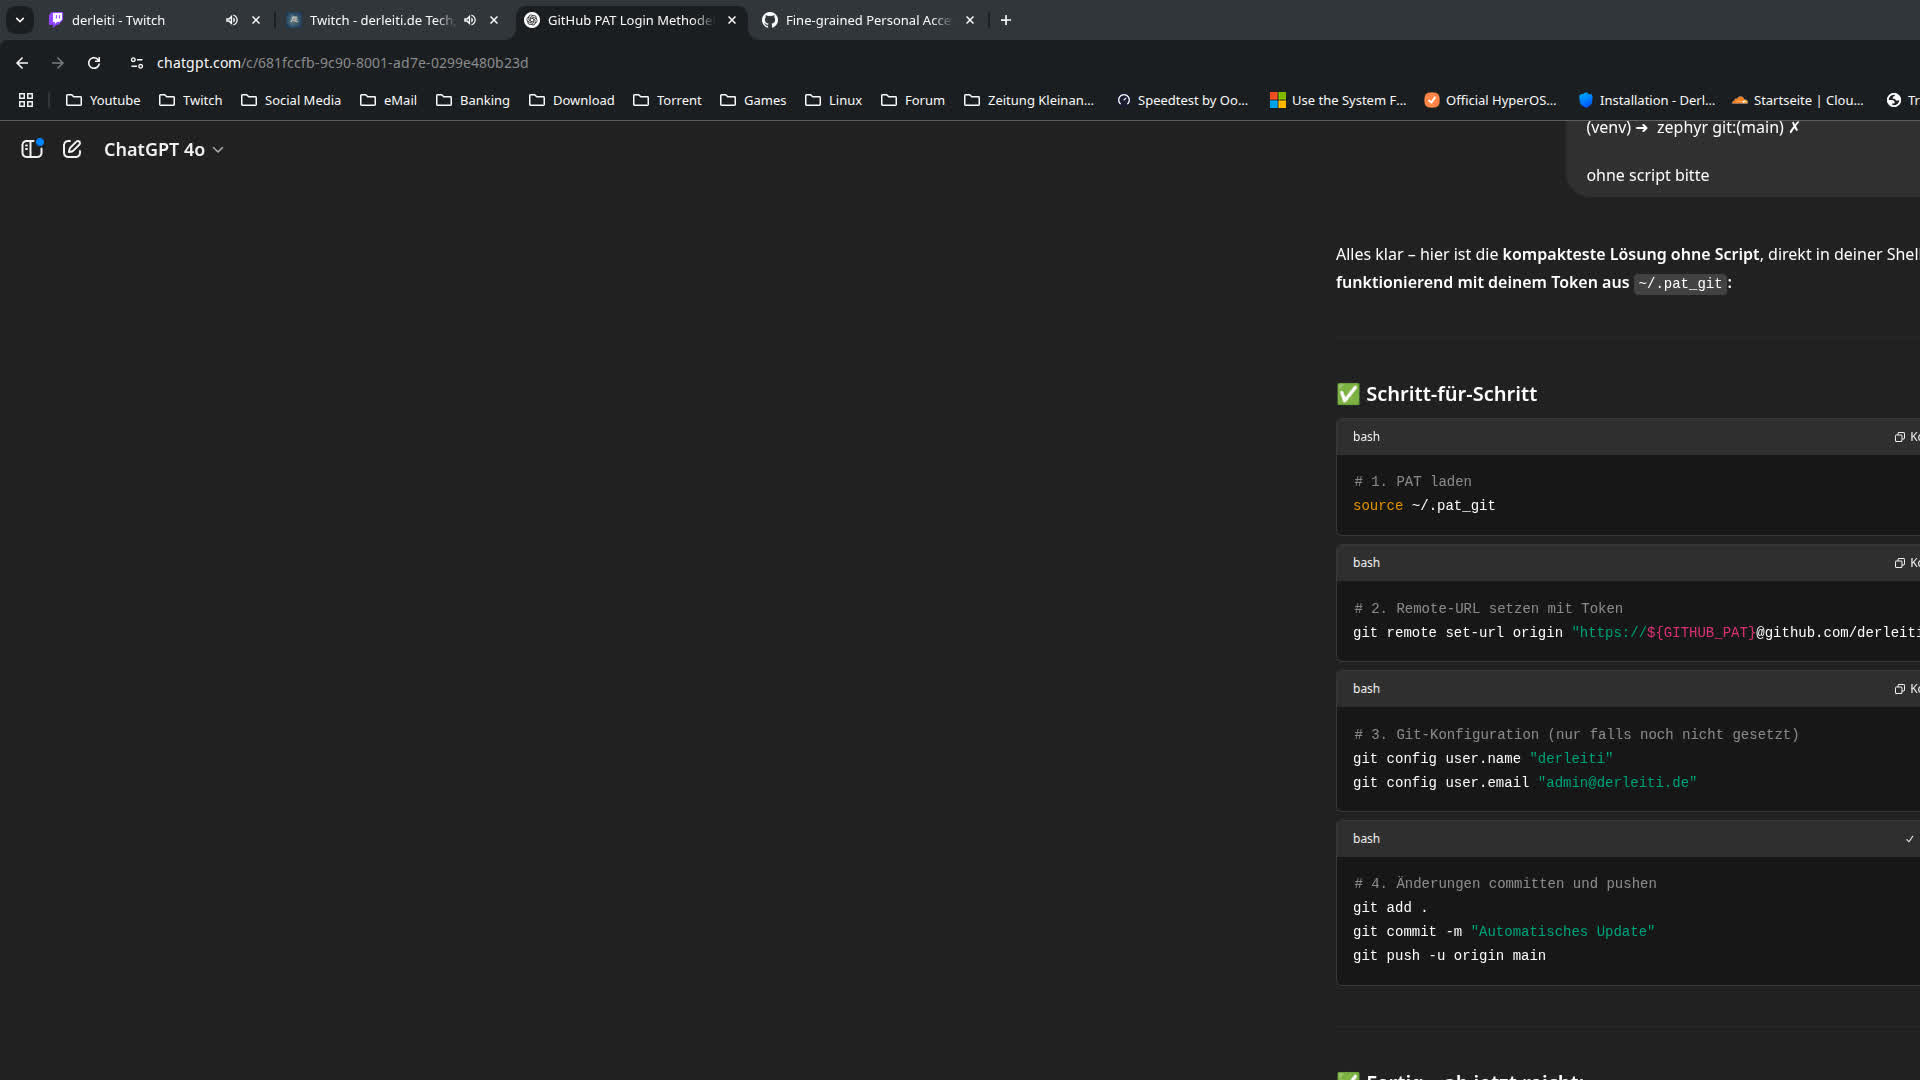 derleiti - Twitch
Twitch - derleiti.de Tech
GitHub PAT Login Methode
Fine-grained Personal Acce
chatgpt.com/c/681fccfb-9c90-8001-ad7e-0299e480b23d
Youtube Twitch Social Media eMail Banking Download Torrent Games Linux Forum Zeitung Kleinan... Speedtest by Oo... Use the System F... Official HyperOS... Installation - Derl... Startseite | Clou... Tr
ChatGPT 4o
(venv) ➜ zephyr git:(main) ✗
ohne script bitte
Alles klar – hier ist die kompakteste Lösung ohne Script, direkt in deiner Shell
funktionierend mit deinem Token aus ~/.pat_git:
✅ Schritt-für-Schritt
bash
# 1. PAT laden
source ~/.pat_git
bash
# 2. Remote-URL setzen mit Token
git remote set-url origin "https://${GITHUB_PAT}@github.com/derleiti
bash
# 3. Git-Konfiguration (nur falls noch nicht gesetzt)
git config user.name "derleiti"
git config user.email "admin@derleiti.de"
bash
# 4. Änderungen committen und pushen
git add .
git commit -m "Automatisches Update"
git push -u origin main
✅ Fertig – ab jetzt reicht: